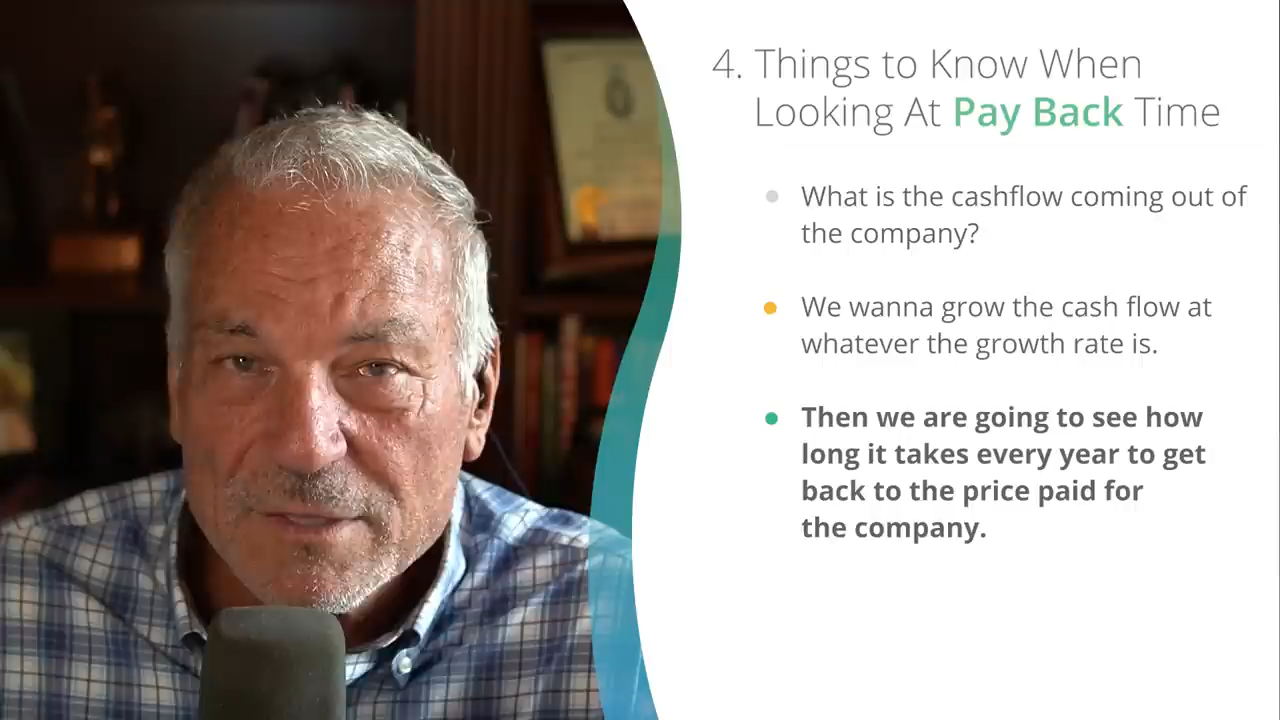 4. Things to Know When
Looking At Pay Back Time
What is the cashflow coming out of
the company?
We wanna grow the cash flow at
whatever the growth rate is.
Then we are going to see how
long it takes every year to get
back to the price paid for
the company.